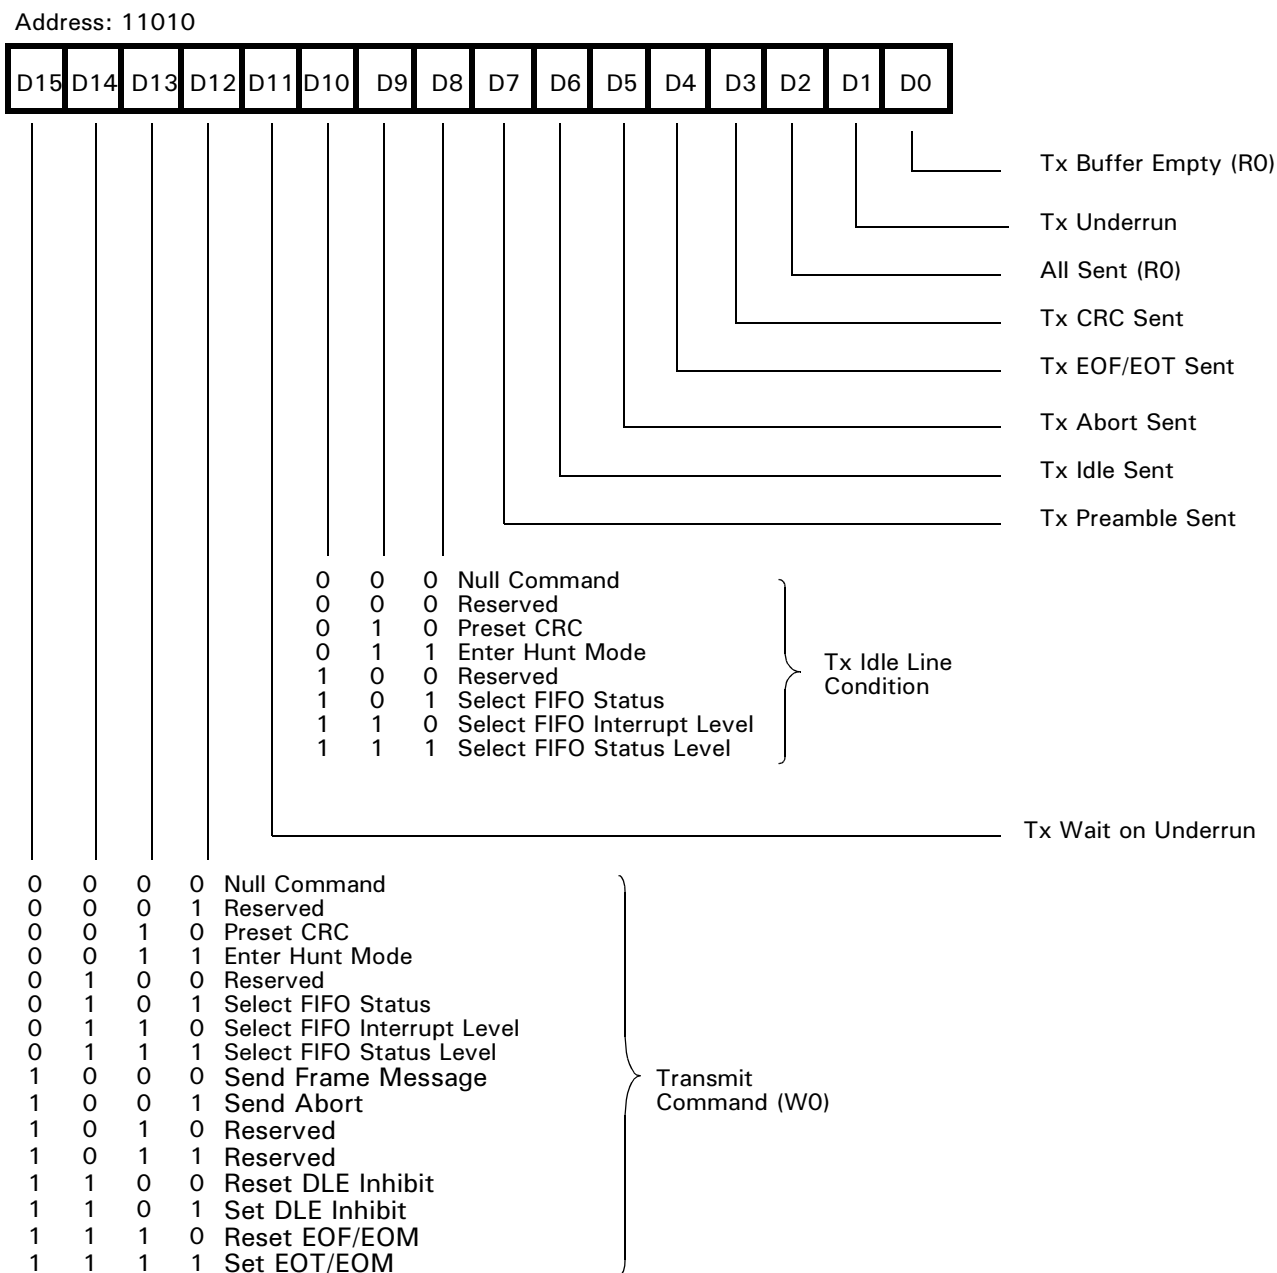 Address: 11010
D15 D14 D13 D12 D11 D10 D9 D8 D7 D6 D5 D4 D3 D2 D1 D0
Tx Buffer Empty (R0)
Tx Underrun
All Sent (R0)
Tx CRC Sent
Tx EOF/EOT Sent
Tx Abort Sent
Tx Idle Sent
Tx Preamble Sent
0 0 0 Null Command
0 0 0 Reserved
0 1 0 Preset CRC
0 1 1 Enter Hunt Mode
1 0 0 Reserved
1 0 1 Select FIFO Status
1 1 0 Select FIFO Interrupt Level
1 1 1 Select FIFO Status Level
Tx Idle Line
Condition
Tx Wait on Underrun
0 0 0 0 Null Command
0 0 0 1 Reserved
0 0 1 0 Preset CRC
0 0 1 1 Enter Hunt Mode
0 1 0 0 Reserved
0 1 0 1 Select FIFO Status
0 1 1 0 Select FIFO Interrupt Level
0 1 1 1 Select FIFO Status Level
1 0 0 0 Send Frame Message
1 0 0 1 Send Abort
1 0 1 0 Reserved
1 0 1 1 Reserved
1 1 0 0 Reset DLE Inhibit
1 1 0 1 Set DLE Inhibit
1 1 1 0 Reset EOF/EOM
1 1 1 1 Set EOT/EOM
Transmit
Command (W0)